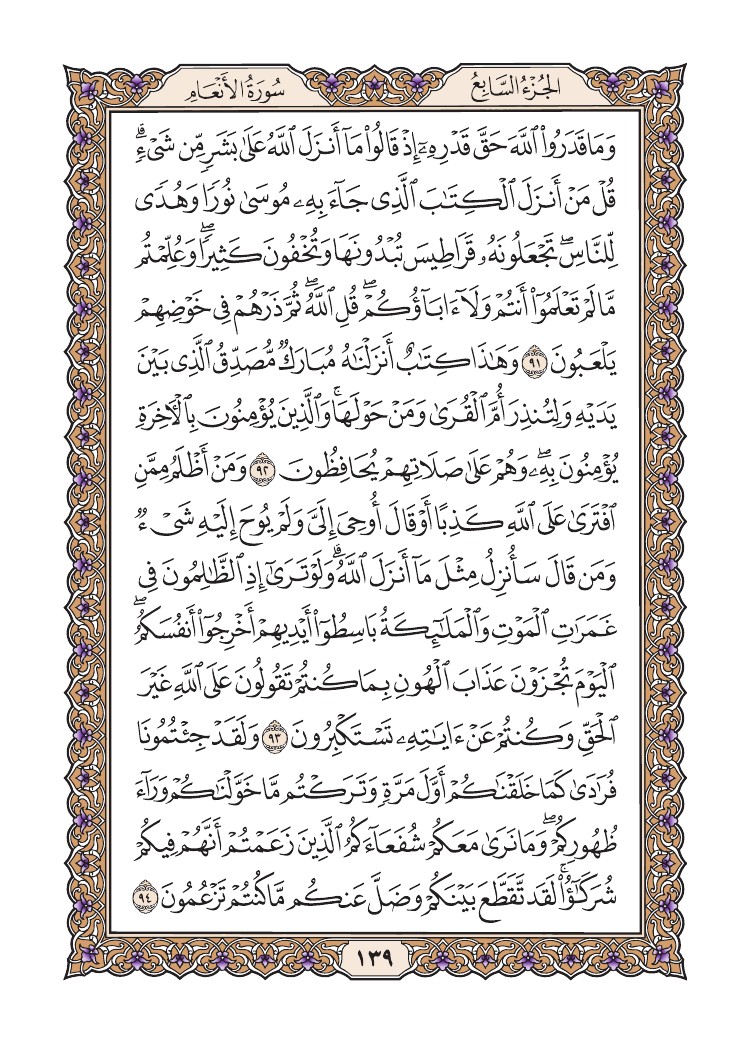 الجُزْءُ السَّابِعُ
سُورَةُ الأَنْعَامِ
وَمَا قَدَرُواْ ٱللَّهَ حَقَّ قَدْرِهِۦٓ إِذْ قَالُواْ مَآ أَنزَلَ ٱللَّهُ عَلَىٰ بَشَرٖ مِّن شَيۡءٖۗ
قُلۡ مَنۡ أَنزَلَ ٱلۡكِتَٰبَ ٱلَّذِي جَآءَ بِهِۦ مُوسَىٰ نُورٗا وَهُدٗى
لِّلنَّاسِۖ تَجۡعَلُونَهُۥ قَرَاطِيسَ تُبۡدُونَهَا وَتُخۡفُونَ كَثِيرٗاۖ وَعُلِّمۡتُم
مَّا لَمۡ تَعۡلَمُوٓاْ أَنتُمۡ وَلَآ ءَابَآؤُكُمۡۖ قُلِ ٱللَّهُۖ ثُمَّ ذَرۡهُمۡ فِي خَوۡضِهِمۡ
يَلۡعَبُونَ ٩١ وَهَٰذَا كِتَٰبٌ أَنزَلۡنَٰهُ مُبَارَكٞ مُّصَدِّقُ ٱلَّذِي بَيۡنَ
يَدَيۡهِ وَلِتُنذِرَ أُمَّ ٱلۡقُرَىٰ وَمَنۡ حَوۡلَهَاۚ وَٱلَّذِينَ يُؤۡمِنُونَ بِٱلۡأٓخِرَةِ
يُؤۡمِنُونَ بِهِۦۖ وَهُمۡ عَلَىٰ صَلَاتِهِمۡ يُحَافِظُونَ ٩٢ وَمَنۡ أَظۡلَمُ مِمَّنِ
ٱفۡتَرَىٰ عَلَى ٱللَّهِ كَذِبًا أَوۡ قَالَ أُوحِيَ إِلَيَّ وَلَمۡ يُوحَ إِلَيۡهِ شَيۡءٞ
وَمَن قَالَ سَأُنزِلُ مِثۡلَ مَآ أَنزَلَ ٱللَّهُۗ وَلَوۡ تَرَىٰٓ إِذِ ٱلظَّٰلِمُونَ فِي
غَمَرَٰتِ ٱلۡمَوۡتِ وَٱلۡمَلَٰٓئِكَةُ بَاسِطُوٓاْ أَيۡدِيهِمۡ أَخۡرِجُوٓاْ أَنفُسَكُمُۖ
ٱلۡيَوۡمَ تُجۡزَوۡنَ عَذَابَ ٱلۡهُونِ بِمَا كُنتُمۡ تَقُولُونَ عَلَى ٱللَّهِ غَيۡرَ
ٱلۡحَقِّ وَكُنتُمۡ عَنۡ ءَايَٰتِهِۦ تَسۡتَكۡبِرُونَ ٩٣ وَلَقَدۡ جِئۡتُمُونَا
فُرَٰدَىٰ كَمَا خَلَقۡنَٰكُمۡ أَوَّلَ مَرَّةٖ وَتَرَكۡتُم مَّا خَوَّلۡنَٰكُمۡ وَرَآءَ
ظُهُورِكُمۡۖ وَمَا نَرَىٰ مَعَكُمۡ شُفَعَآءَكُمُ ٱلَّذِينَ زَعَمۡتُمۡ أَنَّهُمۡ فِيكُمۡ
شُرَكَٰٓؤُاْۚ لَقَد تَّقَطَّعَ بَيۡنَكُمۡ وَضَلَّ عَنكُم مَّا كُنتُمۡ تَزۡعُمُونَ ٩٤
١٣٩